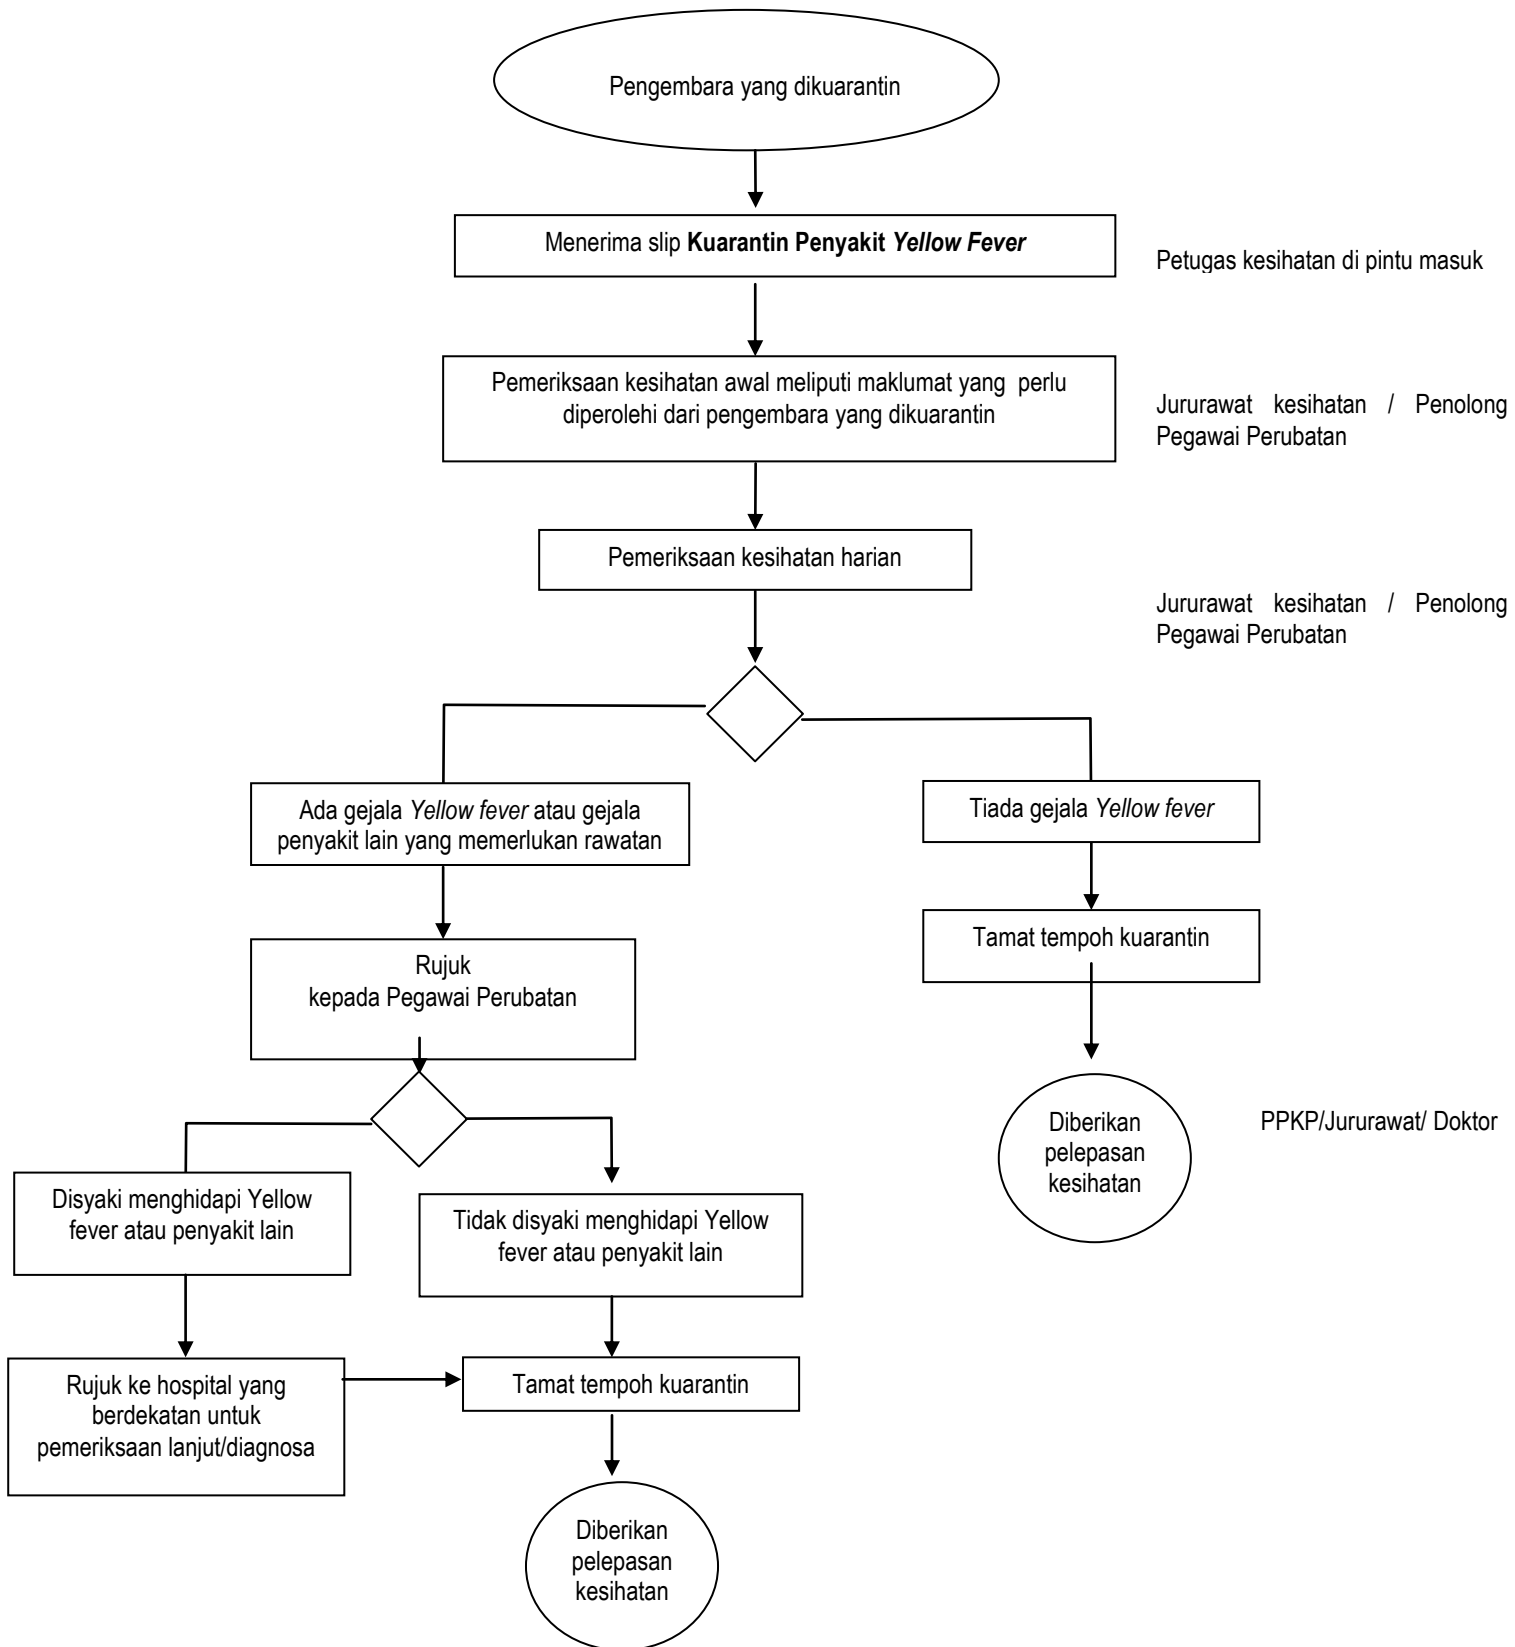 Pengembara yang dikuarantin
Menerima slip Kuarantin Penyakit Yellow Fever
Petugas kesihatan di pintu masuk
Pemeriksaan kesihatan awal meliputi maklumat yang perlu
diperolehi dari pengembara yang dikuarantin
Jururawat kesihatan / Penolong
Pegawai Perubatan
Pemeriksaan kesihatan harian
Jururawat kesihatan / Penolong
Pegawai Perubatan
Ada gejala Yellow fever atau gejala
penyakit lain yang memerlukan rawatan
Tiada gejala Yellow fever
Rujuk
kepada Pegawai Perubatan
Tamat tempoh kuarantin
Diberikan
pelepasan
kesihatan
PPKP/Jururawat/ Doktor
Disyaki menghidapi Yellow
fever atau penyakit lain
Tidak disyaki menghidapi Yellow
fever atau penyakit lain
Rujuk ke hospital yang
berdekatan untuk
pemeriksaan lanjut/diagnosa
Tamat tempoh kuarantin
Diberikan
pelepasan
kesihatan